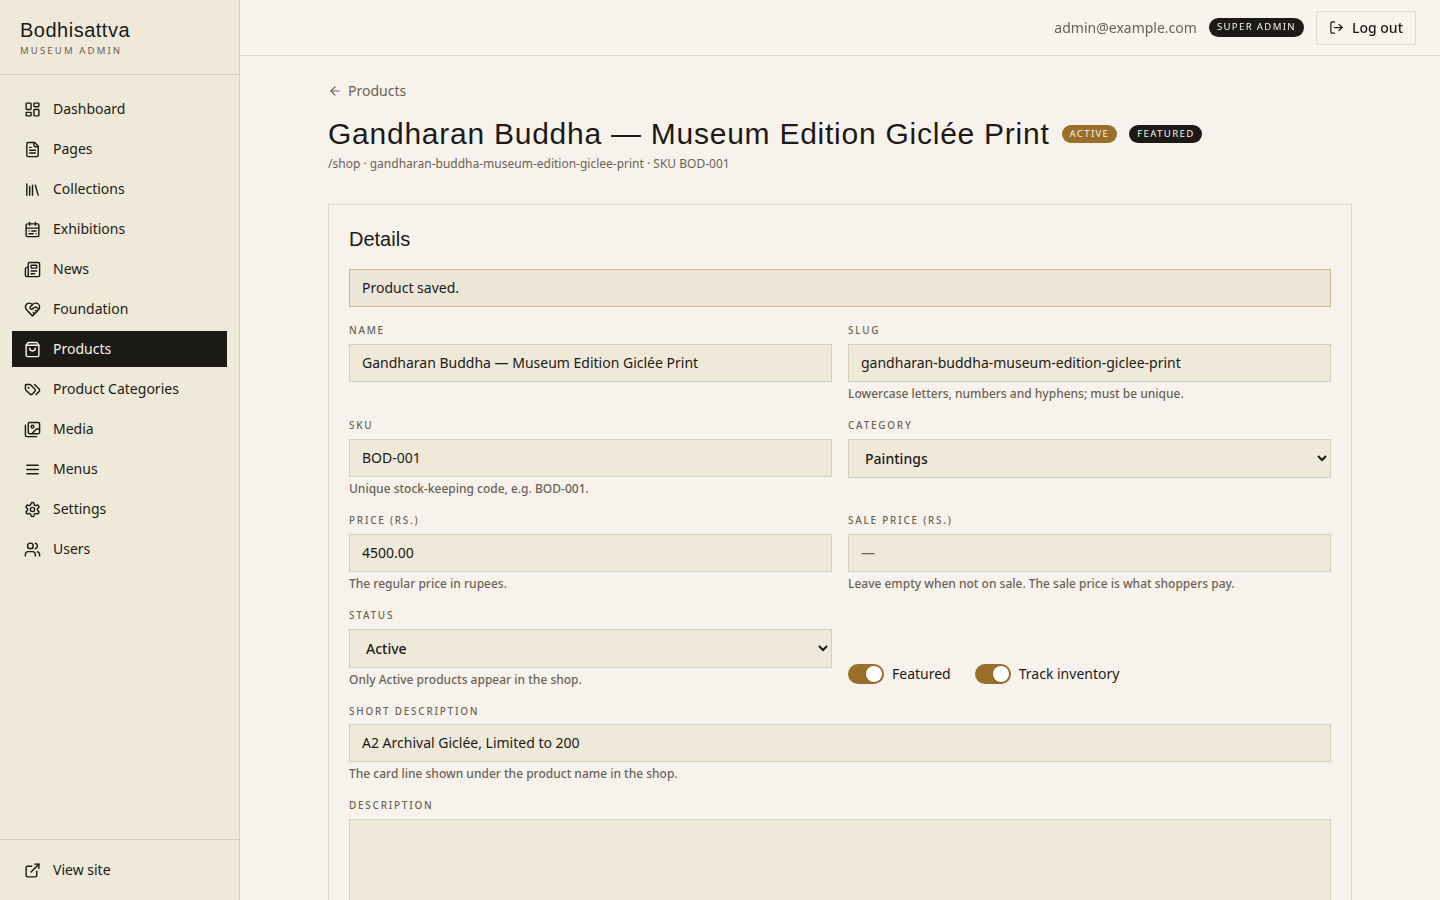 Bodhisattva
MUSEUM ADMIN
Dashboard
Pages
Collections
Exhibitions
News
Foundation
Products
Product Categories
Media
Menus
Settings
Users
View site
admin@example.com
SUPER ADMIN
Log out
Products
Gandharan Buddha — Museum Edition Giclée Print
ACTIVE
FEATURED
/shop · gandharan-buddha-museum-edition-giclee-print · SKU BOD-001
Details
Product saved.
NAME
Gandharan Buddha — Museum Edition Giclée Print
SLUG
gandharan-buddha-museum-edition-giclee-print
Lowercase letters, numbers and hyphens; must be unique.
SKU
BOD-001
Unique stock-keeping code, e.g. BOD-001.
CATEGORY
Paintings
PRICE (RS.)
4500.00
The regular price in rupees.
SALE PRICE (RS.)
—
Leave empty when not on sale. The sale price is what shoppers pay.
STATUS
Active
Only Active products appear in the shop.
Featured
Track inventory
SHORT DESCRIPTION
A2 Archival Giclée, Limited to 200
The card line shown under the product name in the shop.
DESCRIPTION